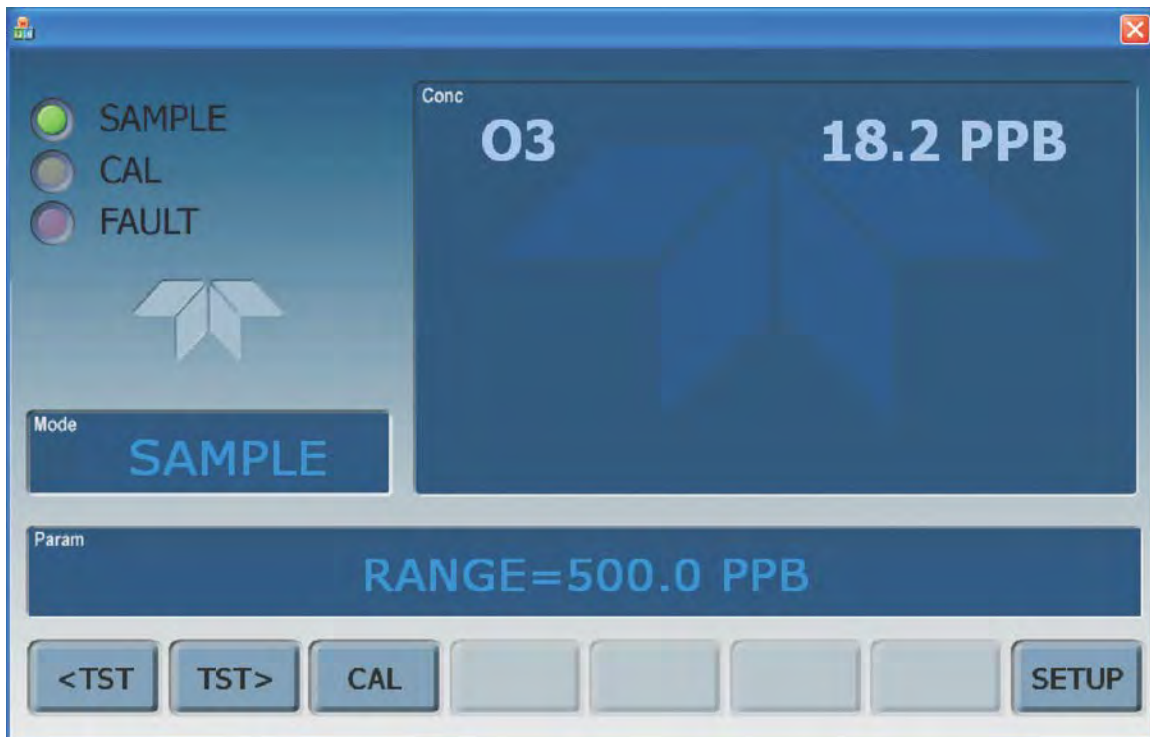 SAMPLE
CAL
FAULT
Conc
O3 18.2 PPB
Mode
SAMPLE
Param
RANGE=500.0 PPB
<TST TST> CAL SETUP